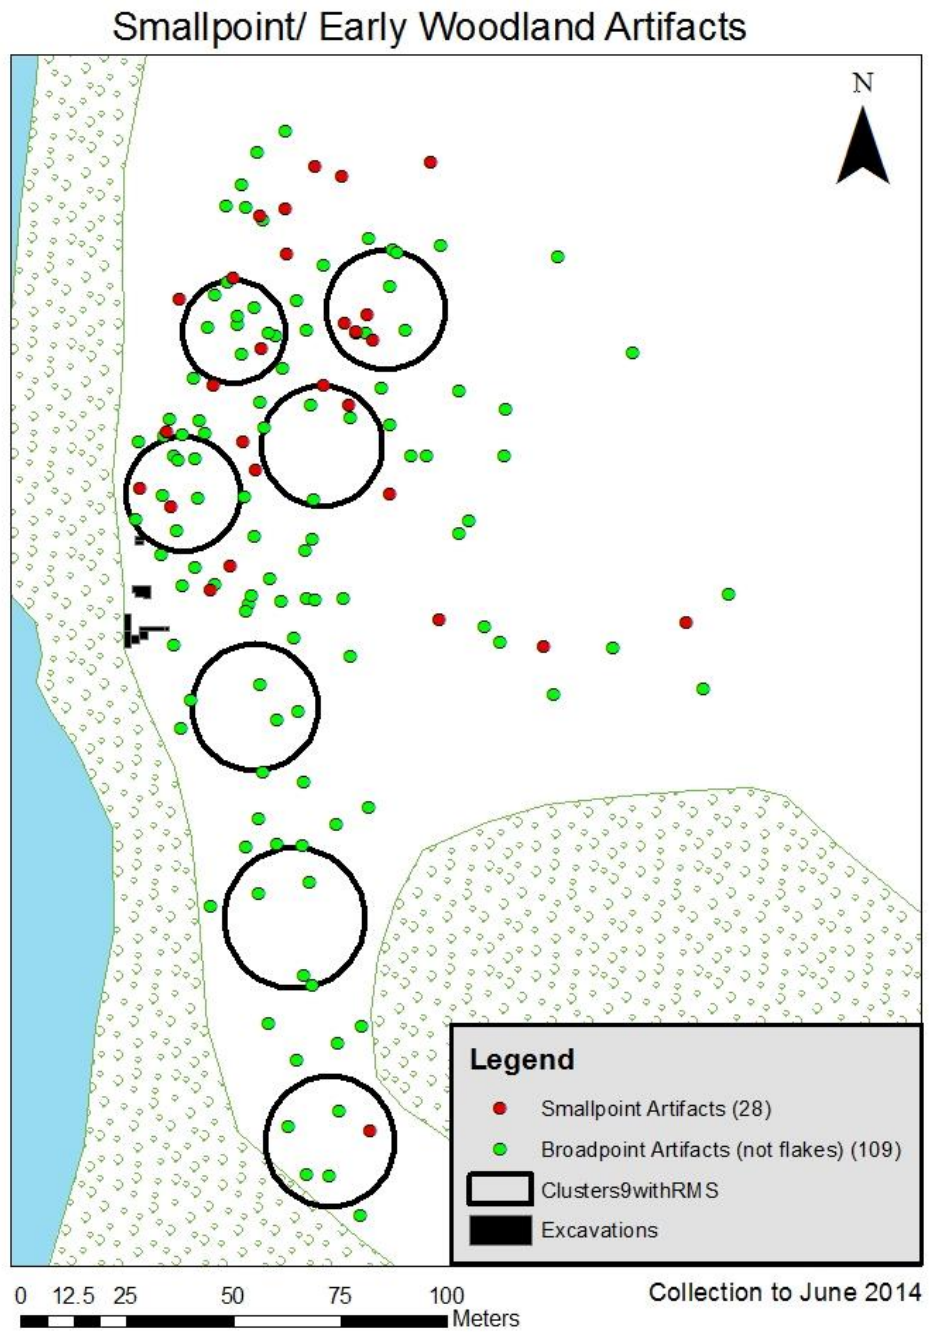 Smallpoint/ Early Woodland Artifacts
N
Legend
Smallpoint Artifacts (28)
Broadpoint Artifacts (not flakes) (109)
Clusters9withRMS
Excavations
Collection to June 2014
0 12.5 25 50 75 100
Meters